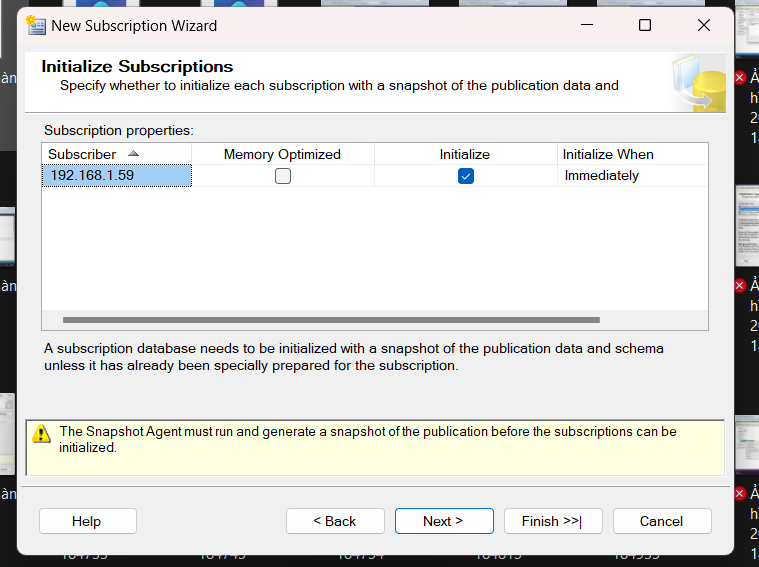 New Subscription Wizard
Initialize Subscriptions
Specify whether to initialize each subscription with a snapshot of the publication data and
Subscription properties:
Subscriber Memory Optimized Initialize Initialize When
192.168.1.59 Immediately
A subscription database needs to be initialized with a snapshot of the publication data and schema
unless it has already been specially prepared for the subscription.
The Snapshot Agent must run and generate a snapshot of the publication before the subscriptions can be
initialized.
Help < Back Next > Finish >>| Cancel